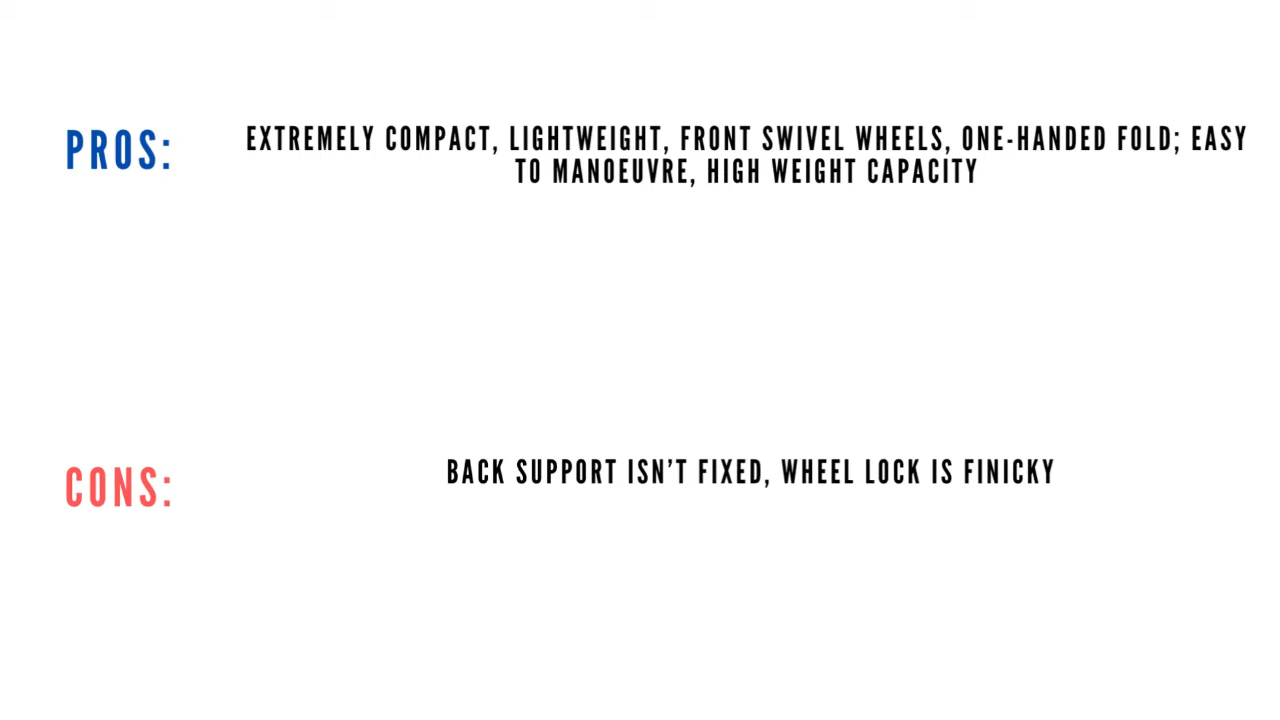 PROS:
EXTREMELY COMPACT, LIGHTWEIGHT, FRONT SWIVEL WHEELS, ONE-HANDED FOLD; EASY
TO MANOEUVRE, HIGH WEIGHT CAPACITY
CONS:
BACK SUPPORT ISN’T FIXED, WHEEL LOCK IS FINICKY